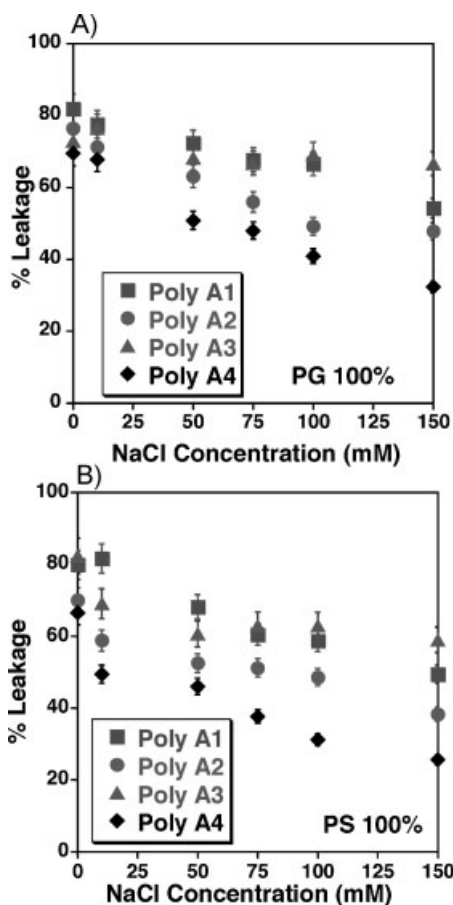 A)
100
80
60
40
20
0
% Leakage
Poly A1
Poly A2
Poly A3
Poly A4
PG 100%
0 25 50 75 100 125 150
NaCl Concentration (mM)
B)
100
80
60
40
20
0
% Leakage
Poly A1
Poly A2
Poly A3
Poly A4
PS 100%
0 25 50 75 100 125 150
NaCl Concentration (mM)